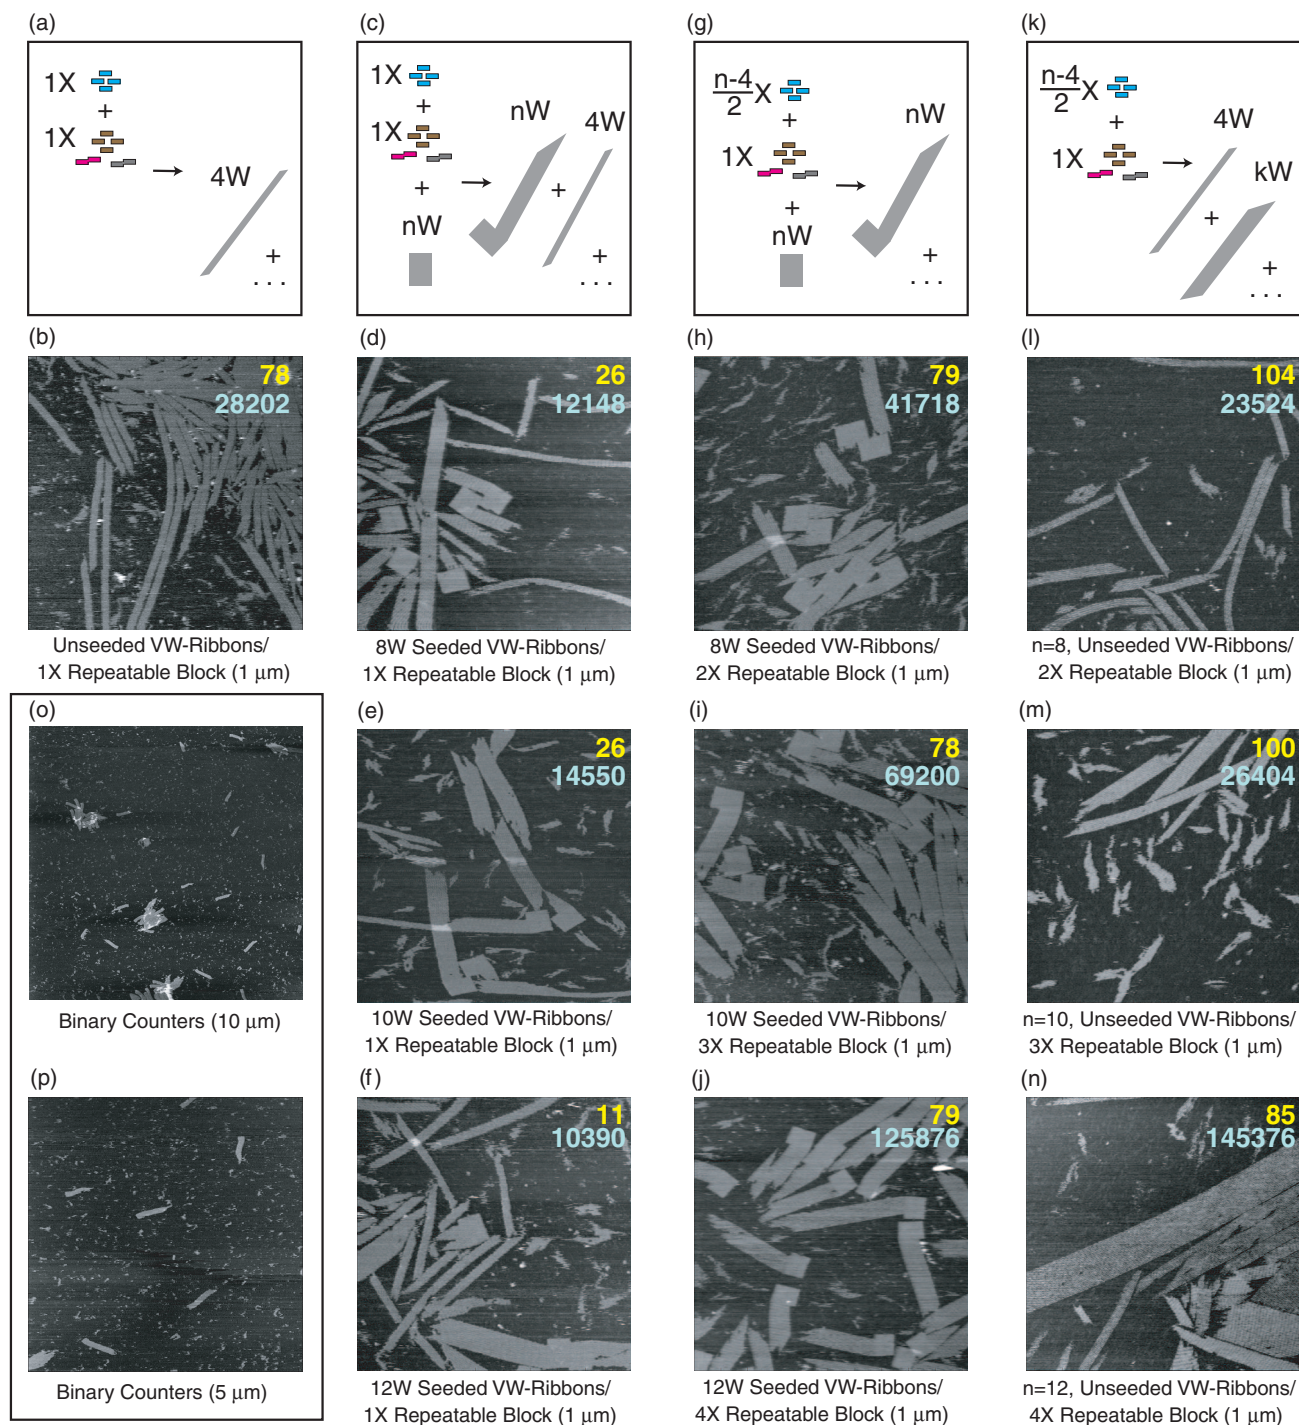 (a)
1X
+
1X
4W
+
...
(c)
1X
+
1X
+
nW
nW
4W
+
+
...
(g)
n-4
2
X
+
1X
+
nW
nW
+
...
(k)
n-4
2
X
+
1X
4W
+
kW
+
...
(b)
78
28202
Unseeded VW-Ribbons/
1X Repeatable Block (1 μm)
(d)
26
12148
8W Seeded VW-Ribbons/
1X Repeatable Block (1 μm)
(h)
79
41718
8W Seeded VW-Ribbons/
2X Repeatable Block (1 μm)
(l)
104
23524
n=8, Unseeded VW-Ribbons/
2X Repeatable Block (1 μm)
(o)
Binary Counters (10 μm)
(e)
26
14550
10W Seeded VW-Ribbons/
1X Repeatable Block (1 μm)
(i)
78
69200
10W Seeded VW-Ribbons/
3X Repeatable Block (1 μm)
(m)
100
26404
n=10, Unseeded VW-Ribbons/
3X Repeatable Block (1 μm)
(p)
Binary Counters (5 μm)
(f)
11
10390
12W Seeded VW-Ribbons/
1X Repeatable Block (1 μm)
(j)
79
125876
12W Seeded VW-Ribbons/
4X Repeatable Block (1 μm)
(n)
85
145376
n=12, Unseeded VW-Ribbons/
4X Repeatable Block (1 μm)